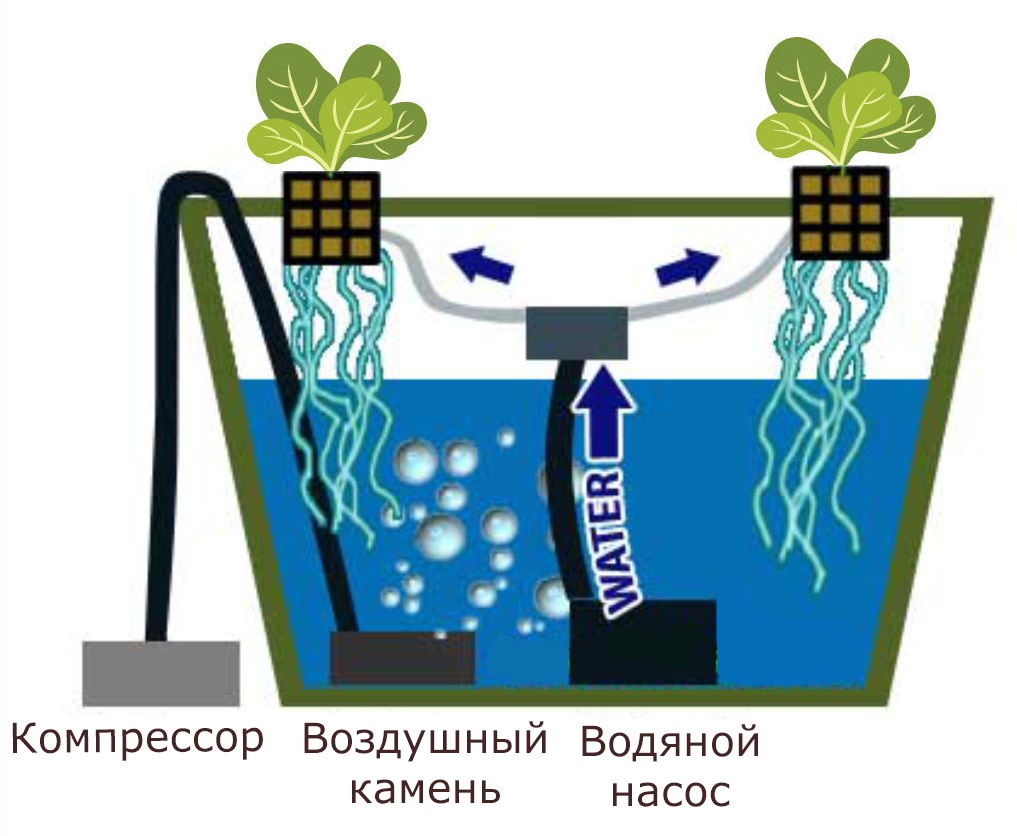 WATER
Компрессор
Воздушный
камень
Водяной
насос